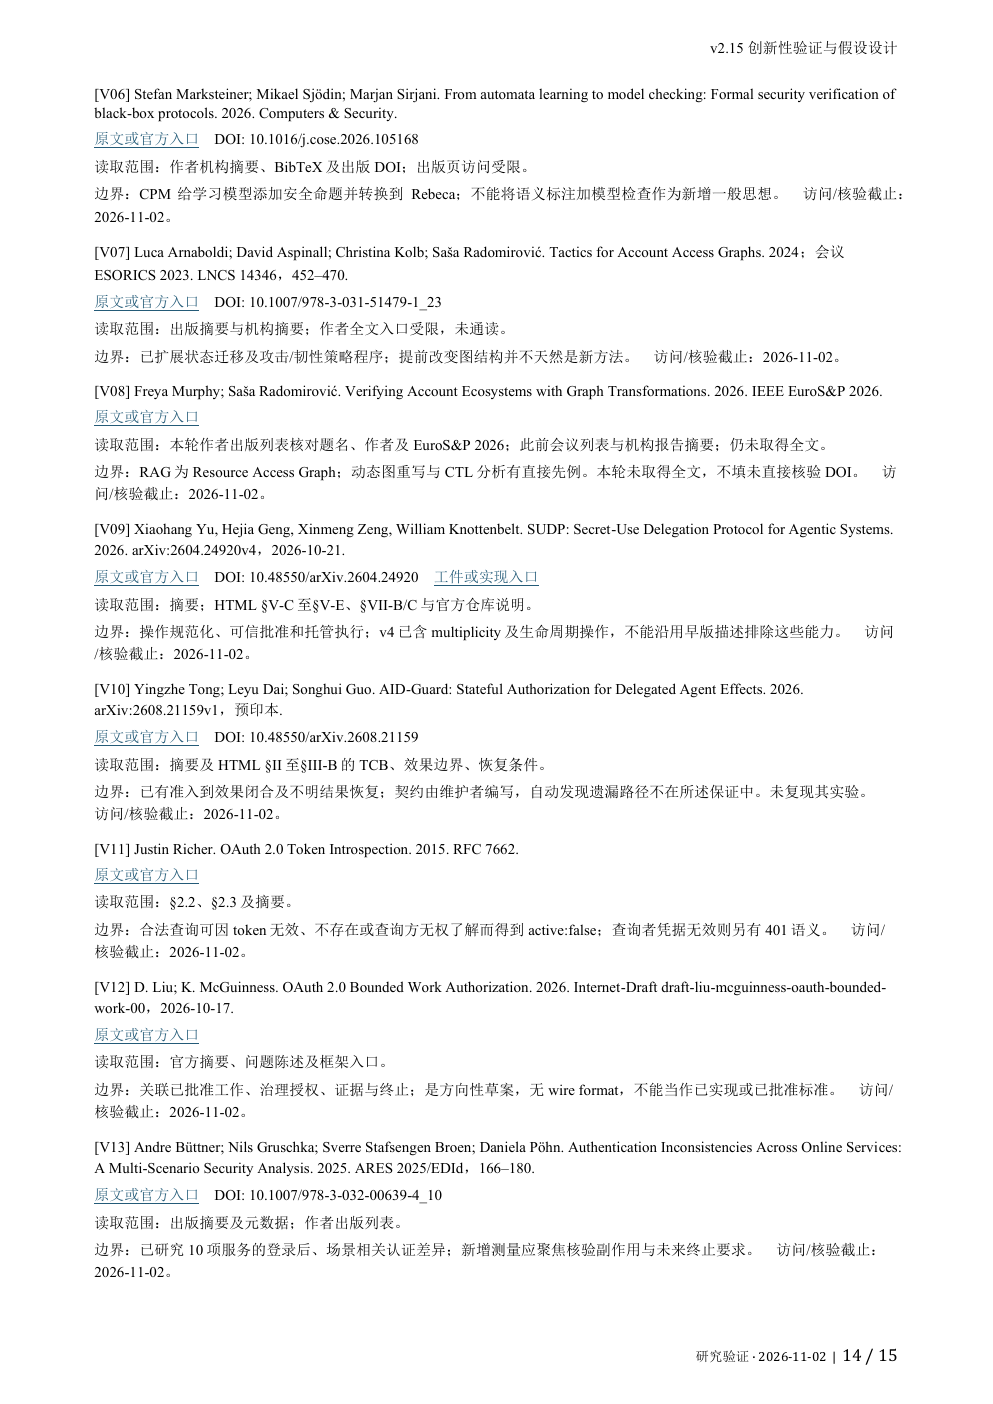 v2.15 创新性验证与假设设计
[V06] Stefan Marksteiner; Mikael Sjödin; Marjan Sirjani. From automata learning to model checking: Formal security verification of
black-box protocols. 2026. Computers & Security.
原文或官方入口 DOI: 10.1016/j.cose.2026.105168
读取范围：作者机构摘要、BibTeX 及出版 DOI；出版页访问受限。
边界：CPM 给学习模型添加安全命题并转换到 Rebeca；不能将语义标注加模型检查作为新增一般思想。 访问/核验截止：
2026-11-02。
[V07] Luca Arnaboldi; David Aspinall; Christina Kolb; Saša Radomirović. Tactics for Account Access Graphs. 2024；会议
ESORICS 2023. LNCS 14346，452–470.
原文或官方入口 DOI: 10.1007/978-3-031-51479-1_23
读取范围：出版摘要与机构摘要；作者全文入口受限，未通读。
边界：已扩展状态迁移及攻击/韧性策略程序；提前改变图结构并不天然是新方法。 访问/核验截止：2026-11-02。
[V08] Freya Murphy; Saša Radomirović. Verifying Account Ecosystems with Graph Transformations. 2026. IEEE EuroS&P 2026.
原文或官方入口
读取范围：本轮作者出版列表核对题名、作者及 EuroS&P 2026；此前会议列表与机构报告摘要；仍未取得全文。
边界：RAG 为 Resource Access Graph；动态图重写与 CTL 分析有直接先例。本轮未取得全文，不填未直接核验 DOI。 访
问/核验截止：2026-11-02。
[V09] Xiaohang Yu, Hejia Geng, Xinmeng Zeng, William Knottenbelt. SUDP: Secret-Use Delegation Protocol for Agentic Systems.
2026. arXiv:2604.24920v4，2026-10-21.
原文或官方入口 DOI: 10.48550/arXiv.2604.24920 工件或实现入口
读取范围：摘要；HTML §V-C 至§V-E、§VII-B/C 与官方仓库说明。
边界：操作规范化、可信批准和托管执行；v4 已含 multiplicity 及生命周期操作，不能沿用早版描述排除这些能力。 访问
/核验截止：2026-11-02。
[V10] Yingzhe Tong; Leyu Dai; Songhui Guo. AID-Guard: Stateful Authorization for Delegated Agent Effects. 2026.
arXiv:2608.21159v1，预印本.
原文或官方入口 DOI: 10.48550/arXiv.2608.21159
读取范围：摘要及 HTML §II 至§III-B 的 TCB、效果边界、恢复条件。
边界：已有准入到效果闭合及不明结果恢复；契约由维护者编写，自动发现遗漏路径不在所述保证中。未复现其实验。
访问/核验截止：2026-11-02。
[V11] Justin Richer. OAuth 2.0 Token Introspection. 2015. RFC 7662.
原文或官方入口
读取范围：§2.2、§2.3 及摘要。
边界：合法查询可因 token 无效、不存在或查询方无权了解而得到 active:false；查询者凭据无效则另有 401 语义。 访问/
核验截止：2026-11-02。
[V12] D. Liu; K. McGuinness. OAuth 2.0 Bounded Work Authorization. 2026. Internet-Draft draft-liu-mcguinness-oauth-bounded-
work-00，2026-10-17.
原文或官方入口
读取范围：官方摘要、问题陈述及框架入口。
边界：关联已批准工作、治理授权、证据与终止；是方向性草案，无 wire format，不能当作已实现或已批准标准。 访问/
核验截止：2026-11-02。
[V13] Andre Büttner; Nils Gruschka; Sverre Stafsengen Broen; Daniela Pöhn. Authentication Inconsistencies Across Online Services:
A Multi-Scenario Security Analysis. 2025. ARES 2025/EDId，166–180.
原文或官方入口 DOI: 10.1007/978-3-032-00639-4_10
读取范围：出版摘要及元数据；作者出版列表。
边界：已研究 10 项服务的登录后、场景相关认证差异；新增测量应聚焦核验副作用与未来终止要求。 访问/核验截止：
2026-11-02。
研究验证 · 2026-11-02 | 14 / 15